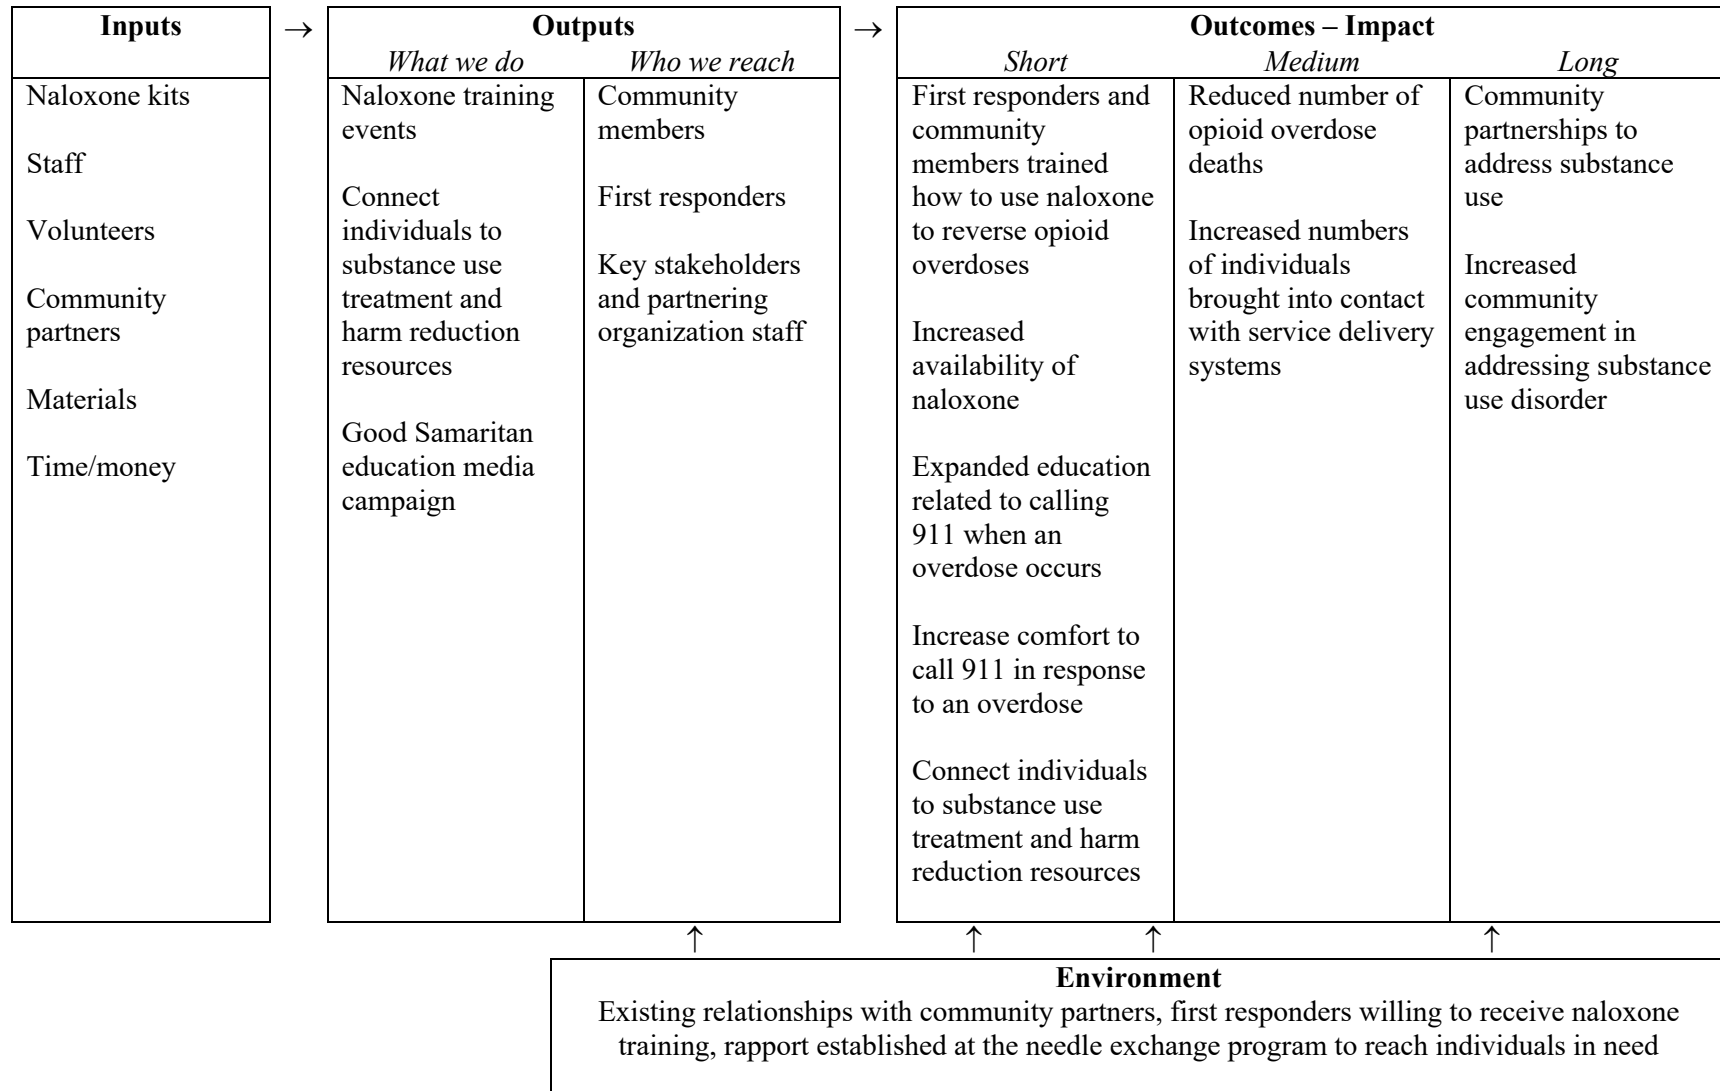 Inputs
→
Outputs
→
Outcomes – Impact
What we do
Who we reach
Short
Medium
Long
Naloxone kits
Staff
Volunteers
Community
partners
Materials
Time/money
Naloxone training
events
Connect
individuals to
substance use
treatment and
harm reduction
resources
Good Samaritan
education media
campaign
Community
members
First responders
Key stakeholders
and partnering
organization staff
First responders and
community
members trained
how to use naloxone
to reverse opioid
overdoses
Increased
availability of
naloxone
Expanded education
related to calling
911 when an
overdose occurs
Increase comfort to
call 911 in response
to an overdose
Connect individuals
to substance use
treatment and harm
reduction resources
Reduced number of
opioid overdose
deaths
Increased numbers
of individuals
brought into contact
with service delivery
systems
Community
partnerships to
address substance
use
Increased
community
engagement in
addressing substance
use disorder
↑ ↑ ↑ ↑
Environment
Existing relationships with community partners, first responders willing to receive naloxone
training, rapport established at the needle exchange program to reach individuals in need